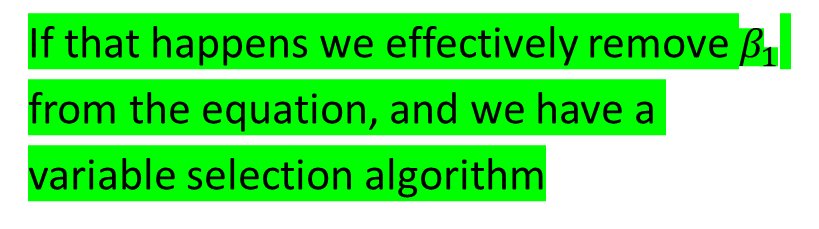 If that happens we effectively remove β₁
from the equation, and we have a
variable selection algorithm